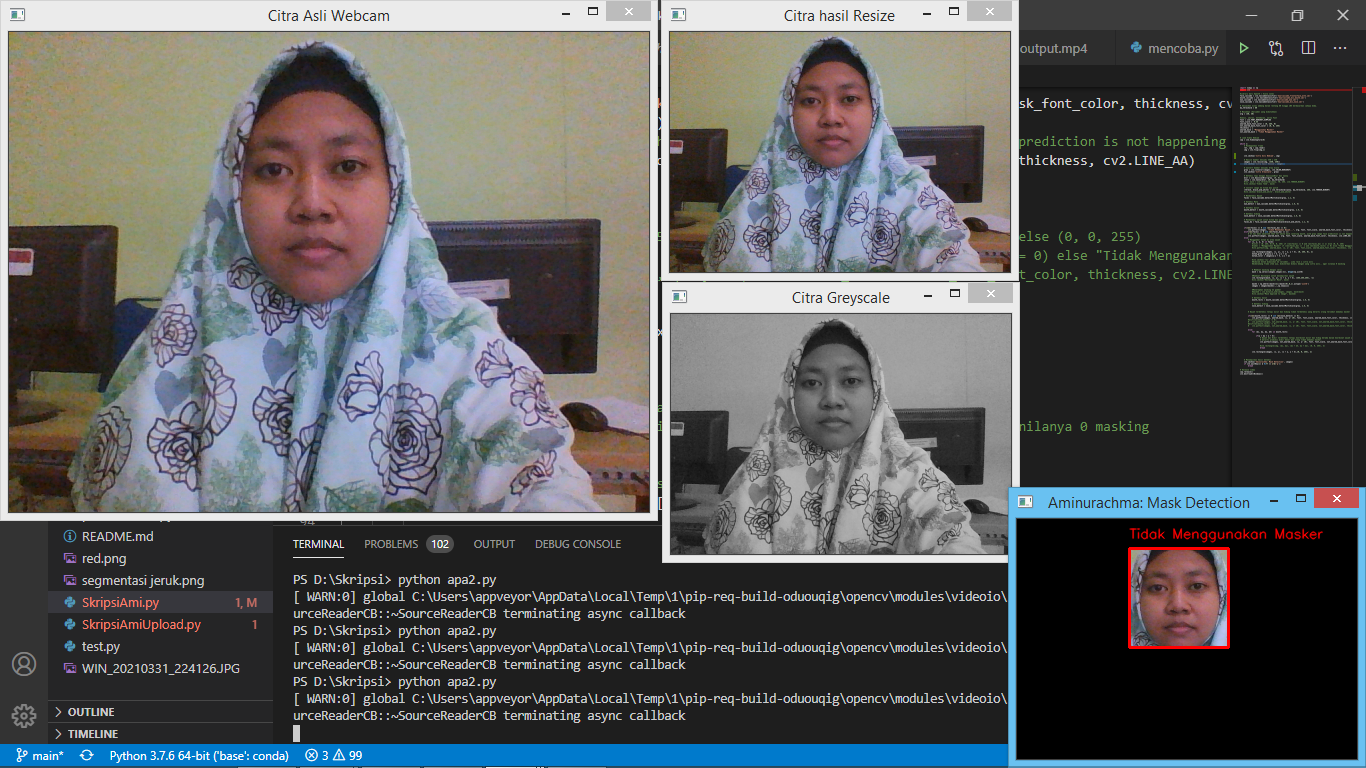 Citra Asli Webcam
Citra hasil Resize
output.mp4
mencoba.py
sk_font_color, thickness, cv
prediction is not happening
thickness, cv2.LINE_AA)
else (0, 0, 255)
= 0) else "Tidak Menggunakan
t_color, thickness, cv2.LINE
Citra Greyscale
nilanya 0 masking
Aminurachma: Mask Detection
Tidak Menggunakan Masker
README.md
red.png
segmentasi jeruk.png
SkripsiAmi.py 1, M
SkripsiAmiUpload.py 1
test.py
WIN_20210331_224126.JPG
OUTLINE
TIMELINE
TERMINAL PROBLEMS 102 OUTPUT DEBUG CONSOLE
PS D:\Skripsi> python apa2.py
[ WARN:0] global C:\Users\appveyor\AppData\Local\Temp\1\pip-req-build-oduouqig\opencv\modules\videoio\
urceReaderCB::~SourceReaderCB terminating async callback
PS D:\Skripsi> python apa2.py
[ WARN:0] global C:\Users\appveyor\AppData\Local\Temp\1\pip-req-build-oduouqig\opencv\modules\videoio\
urceReaderCB::~SourceReaderCB terminating async callback
PS D:\Skripsi> python apa2.py
[ WARN:0] global C:\Users\appveyor\AppData\Local\Temp\1\pip-req-build-oduouqig\opencv\modules\videoio\
urceReaderCB::~SourceReaderCB terminating async callback
main* Python 3.7.6 64-bit ('base': conda) 3 99